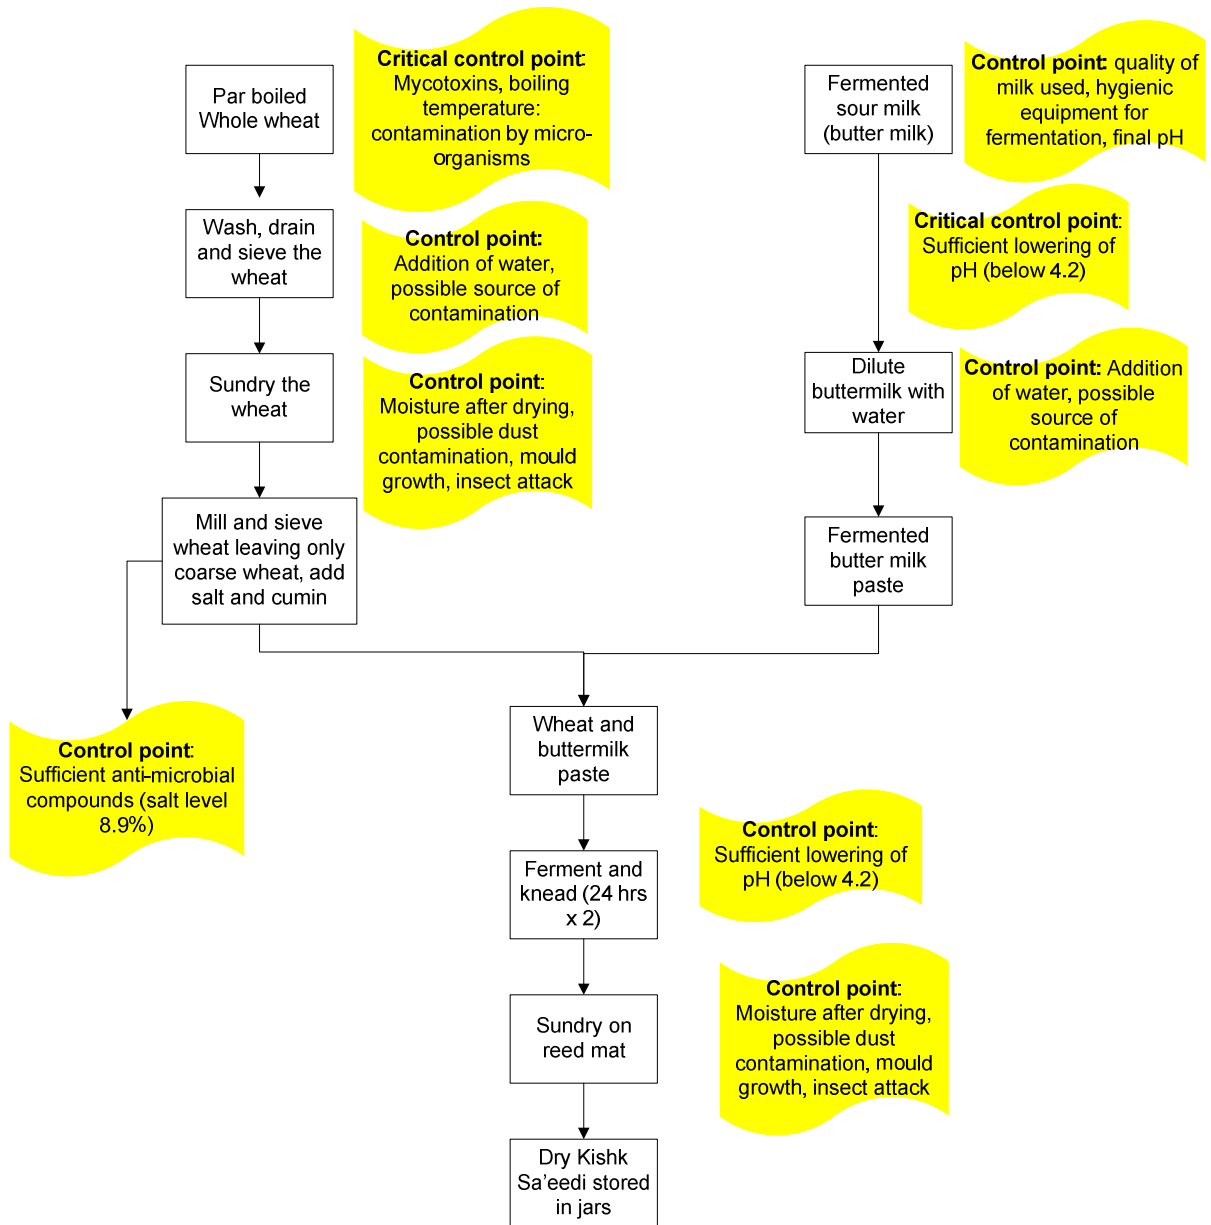 Par boiled
Whole wheat
Critical control point:
Mycotoxins, boiling
temperature:
contamination by micro-
organisms
Wash, drain
and sieve the
wheat
Control point:
Addition of water,
possible source of
contamination
Sundry the
wheat
Control point:
Moisture after drying,
possible dust
contamination, mould
growth, insect attack
Mill and sieve
wheat leaving only
coarse wheat, add
salt and cumin
Control point:
Sufficient anti-microbial
compounds (salt level
8.9%)
Fermented
sour milk
(butter milk)
Control point: quality of
milk used, hygienic
equipment for
fermentation, final pH
Critical control point:
Sufficient lowering of
pH (below 4.2)
Dilute
buttermilk with
water
Control point: Addition
of water, possible
source of
contamination
Fermented
butter milk
paste
Wheat and
buttermilk
paste
Ferment and
knead (24 hrs
x 2)
Control point:
Sufficient lowering of
pH (below 4.2)
Sundry on
reed mat
Control point:
Moisture after drying,
possible dust
contamination, mould
growth, insect attack
Dry Kishk
Sa'eedi stored
in jars